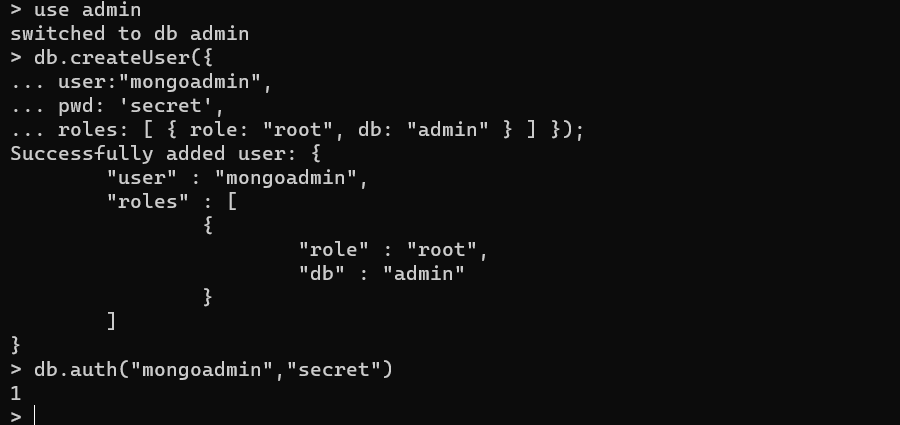 > use admin
switched to db admin
> db.createUser({
... user:"mongoadmin",
... pwd: 'secret',
... roles: [ { role: "root", db: "admin" } ] });
Successfully added user: {
        "user" : "mongoadmin",
        "roles" : [
                {
                        "role" : "root",
                        "db" : "admin"
                }
        ]
}
> db.auth("mongoadmin","secret")
1
>